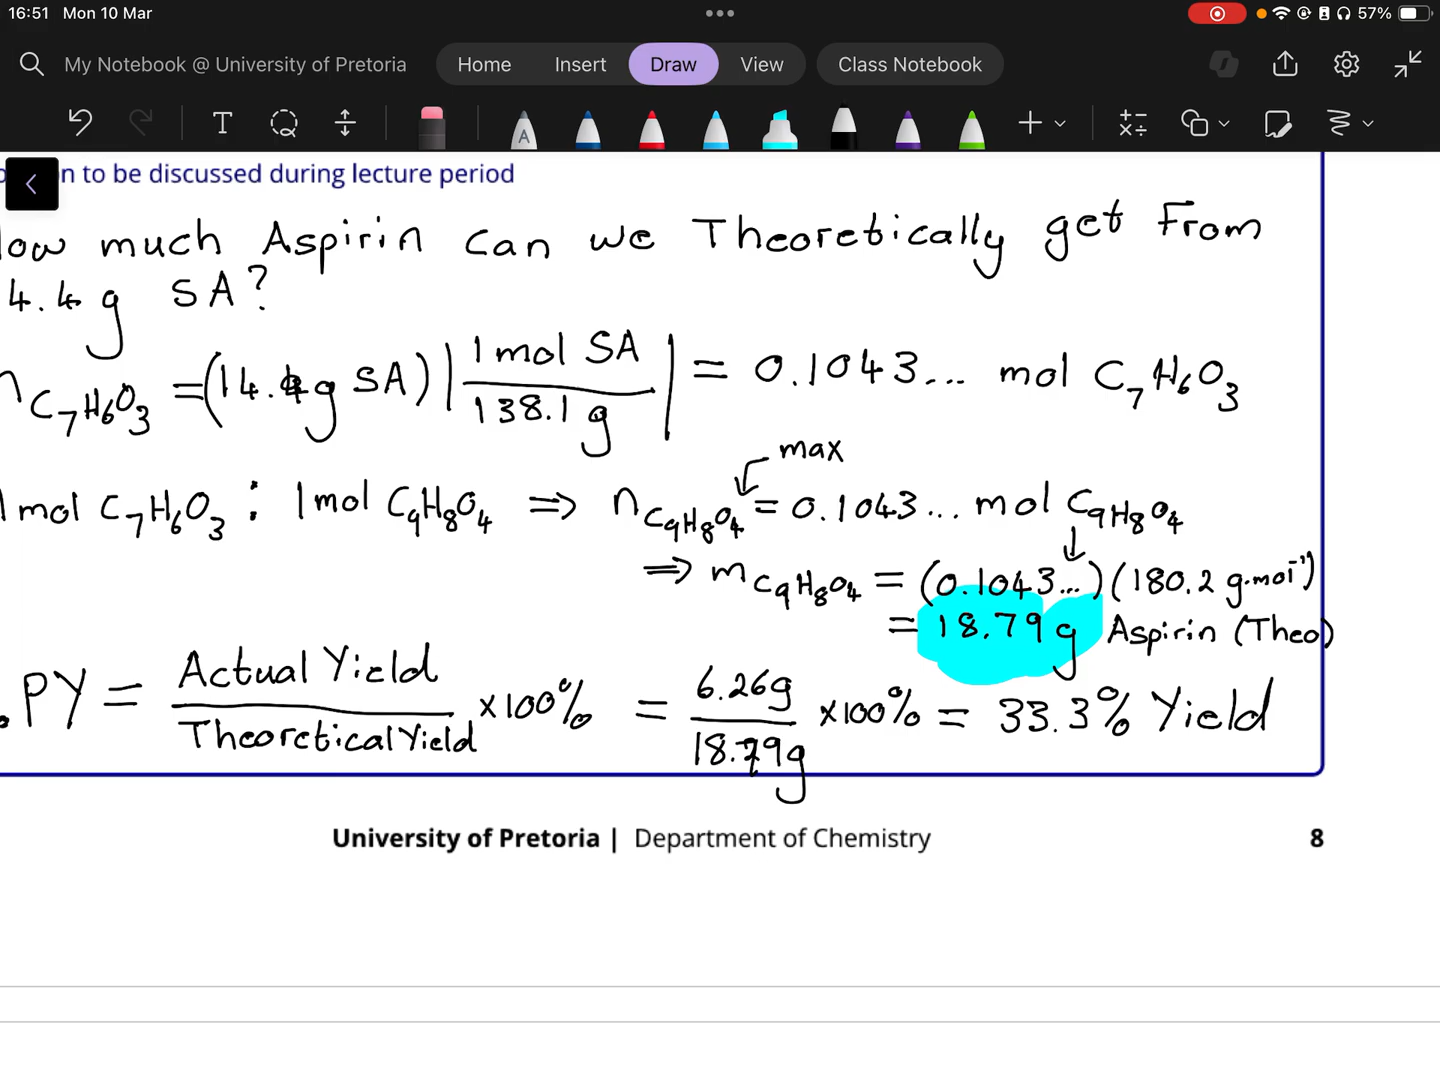 16:51 Mon 10 Mar 57%
My Notebook @ University of Pretoria Home Insert Draw View Class Notebook
T A
n to be discussed during lecture period
ow much Aspirin can we Theoretically get From
4.4 g SA?
n C₇H₆O₃ = (14.4g SA) | 1 mol SA / 138.1 g | = 0.1043... mol C₇H₆O₃
max
1 mol C₇H₆O₃ : 1 mol C₉H₈O₄ ⇒ n C₉H₈O₄ = 0.1043... mol C₉H₈O₄
⇒ m C₉H₈O₄ = (0.1043...) (180.2 g·mol⁻¹)
= 18.79 g Aspirin (Theo)
. PY = Actual Yield / Theoretical Yield ×100% = 6.26g / 18.79g ×100% = 33.3% Yield
University of Pretoria | Department of Chemistry 8